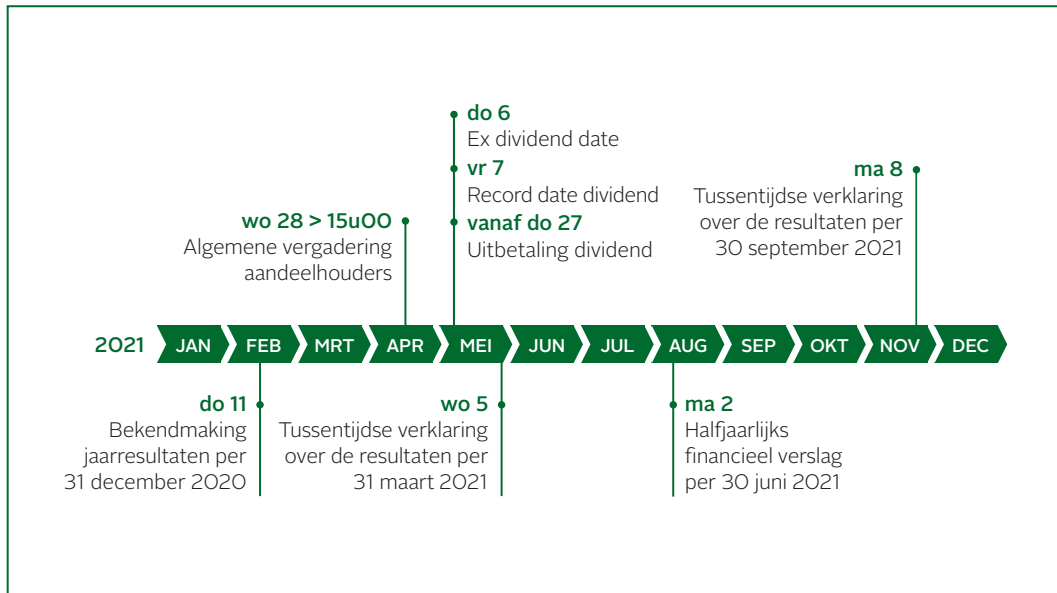 do 6
Ex dividend date
vr 7
Record date dividend
vanaf do 27
Uitbetaling dividend
wo 28 > 15u00
Algemene vergadering
aandeelhouders
ma 8
Tussentijdse verklaring
over de resultaten per
30 september 2021
2021 JAN FEB MRT APR MEI JUN JUL AUG SEP OKT NOV DEC
do 11
Bekendmaking
jaarresultaten per
31 december 2020
wo 5
Tussentijdse verklaring
over de resultaten per
31 maart 2021
ma 2
Halfjaarlijks
financieel verslag
per 30 juni 2021